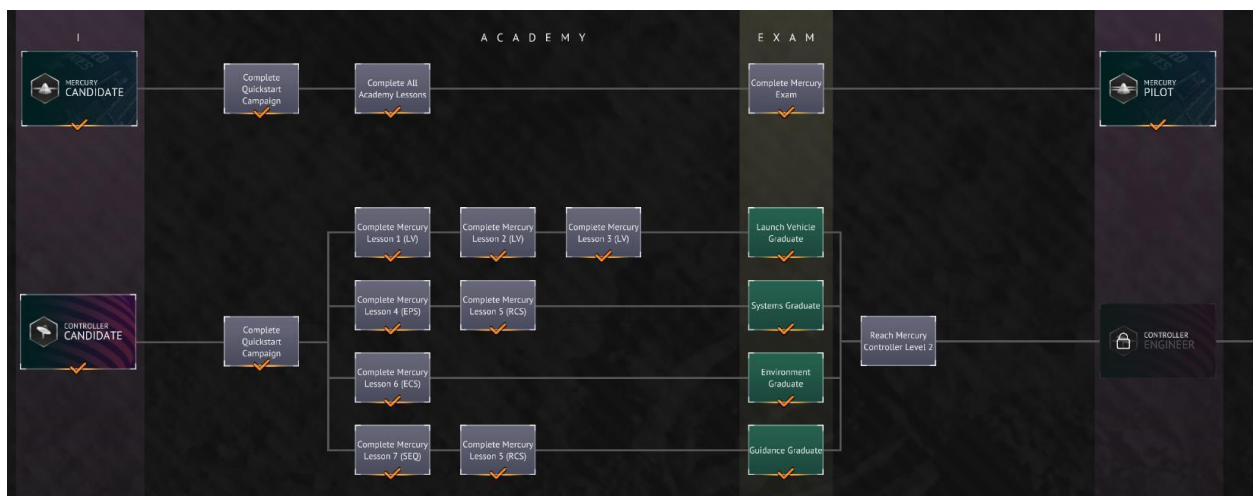 I
ACADEMY
EXAM
II
MERCURY
CANDIDATE
Complete
Quickstart
Campaign
Complete All
Academy Lessons
Complete Mercury
Exam
MERCURY
PILOT
Complete Mercury
Lesson 1 (LV)
Complete Mercury
Lesson 2 (LV)
Complete Mercury
Lesson 3 (LV)
Launch Vehicle
Graduate
Complete Mercury
Lesson 4 (EPS)
Complete Mercury
Lesson 5 (RCS)
Systems Graduate
CONTROLLER
CANDIDATE
Complete
Quickstart
Campaign
Reach Mercury
Controller Level 2
CONTROLLER
ENGINEER
Complete Mercury
Lesson 6 (ECS)
Environment
Graduate
Complete Mercury
Lesson 7 (SEQ)
Complete Mercury
Lesson 5 (RCS)
Guidance Graduate